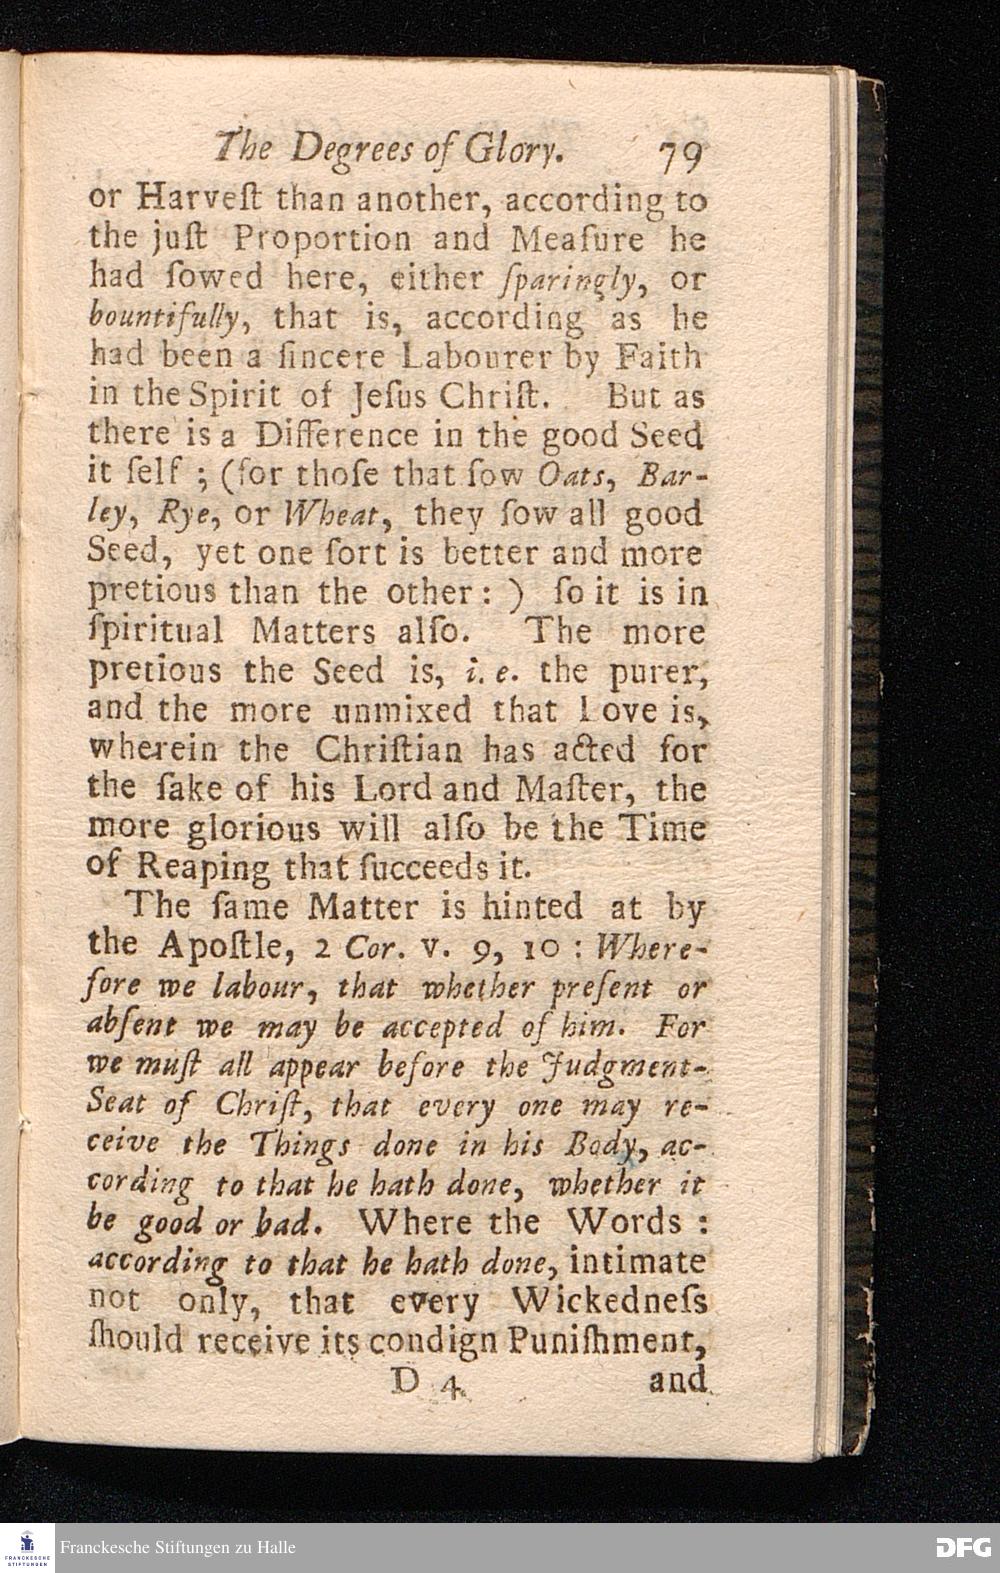 The Degrees of Glory. 79
or Harveſt than another, according to
the juſt Proportion and Meaſure he
had ſowed here, either ſparingly, or
bountifully, that is, according as he
had been a ſincere Labourer by Faith
in the Spirit of Jeſus Chriſt. But as
there is a Difference in the good Seed
it ſelf ; (for thoſe that ſow Oats, Bar-
ley, Rye, or Wheat, they ſow all good
Seed, yet one ſort is better and more
pretious than the other : ) ſo it is in
ſpiritual Matters alſo. The more
pretious the Seed is, i. e. the purer,
and the more unmixed that Love is,
wherein the Chriſtian has acted for
the ſake of his Lord and Maſter, the
more glorious will alſo be the Time
of Reaping that ſucceeds it.
The ſame Matter is hinted at by
the Apoſtle, 2 Cor. v. 9, 10 : Where-
fore we labour, that whether preſent or
abſent we may be accepted of him. For
we muſt all appear before the Judgment-
Seat of Chriſt, that every one may re-
ceive the Things done in his Body, ac-
cording to that he hath done, whether it
be good or bad. Where the Words :
according to that he hath done, intimate
not only, that every Wickedneſs
ſhould receive its condign Puniſhment,
D 4 and
FRANCKESCHE
STIFTUNGEN
Franckesche Stiftungen zu Halle
DFG